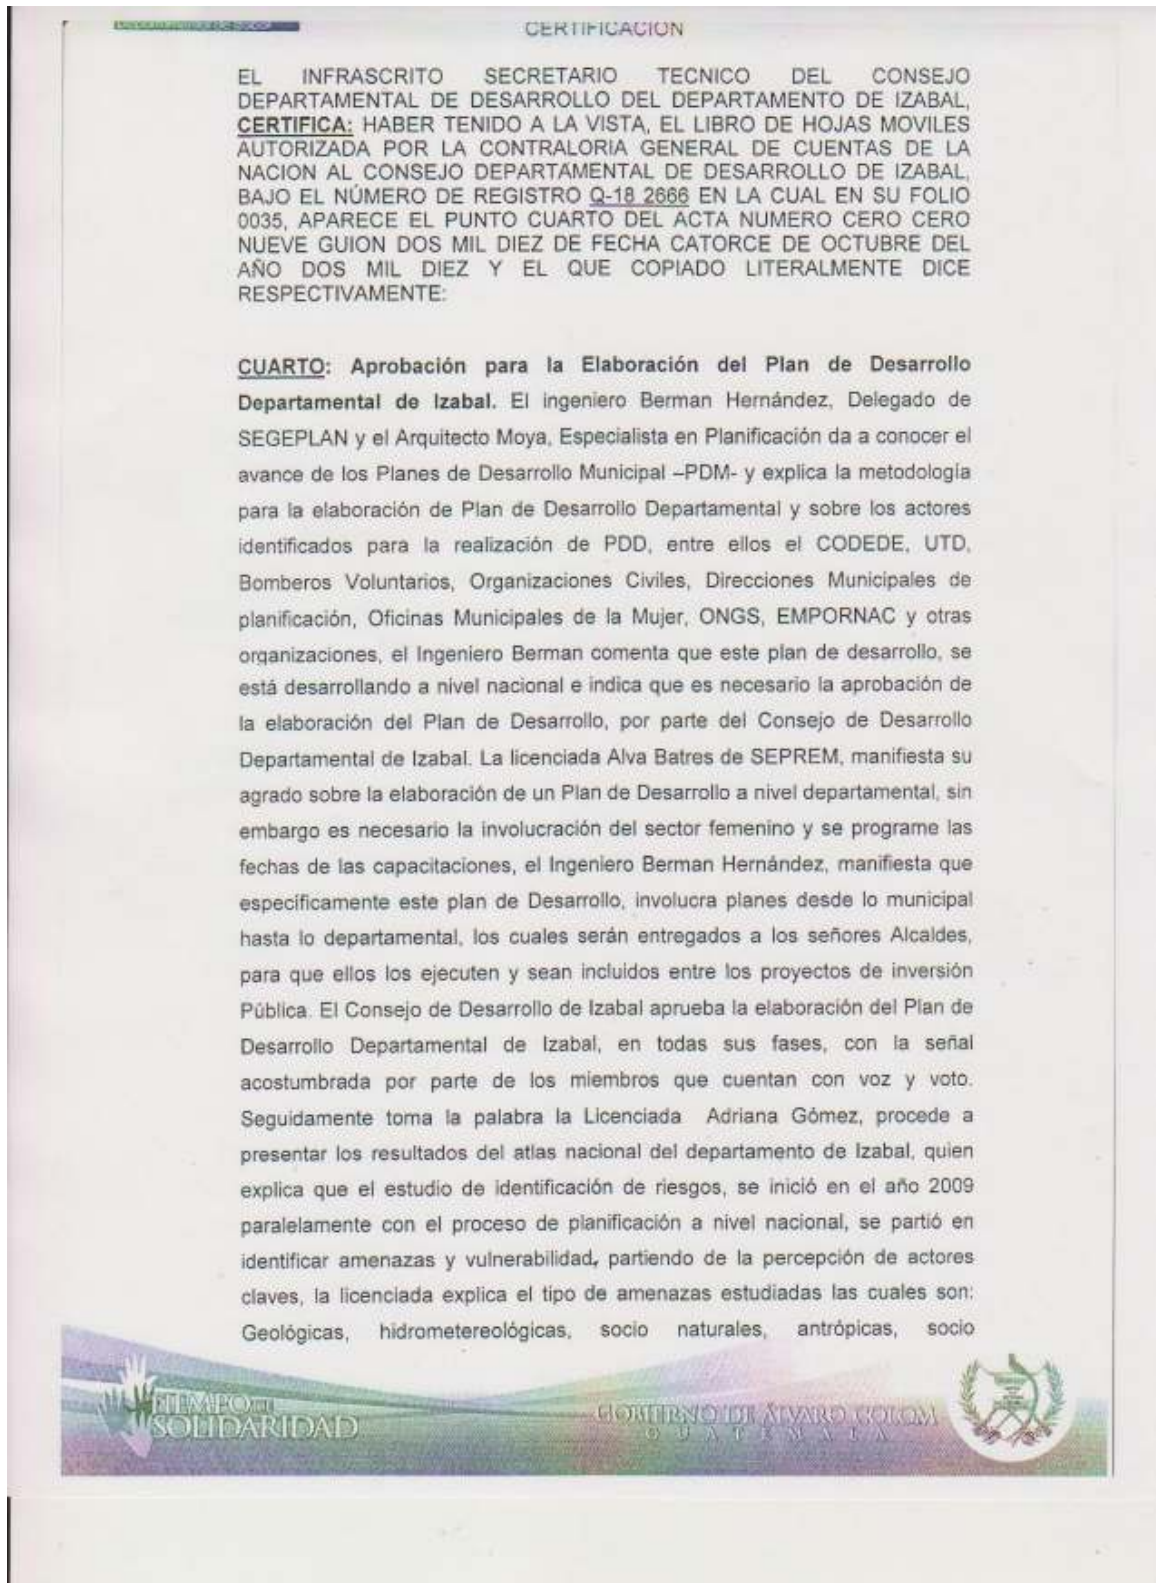 CERTIFICACION
EL INFRASCRITO SECRETARIO TECNICO DEL CONSEJO
DEPARTAMENTAL DE DESARROLLO DEL DEPARTAMENTO DE IZABAL,
CERTIFICA: HABER TENIDO A LA VISTA, EL LIBRO DE HOJAS MOVILES
AUTORIZADA POR LA CONTRALORIA GENERAL DE CUENTAS DE LA
NACION AL CONSEJO DEPARTAMENTAL DE DESARROLLO DE IZABAL,
BAJO EL NÚMERO DE REGISTRO Q-18 2666 EN LA CUAL EN SU FOLIO
0035, APARECE EL PUNTO CUARTO DEL ACTA NUMERO CERO CERO
NUEVE GUION DOS MIL DIEZ DE FECHA CATORCE DE OCTUBRE DEL
AÑO DOS MIL DIEZ Y EL QUE COPIADO LITERALMENTE DICE
RESPECTIVAMENTE:
CUARTO: Aprobación para la Elaboración del Plan de Desarrollo
Departamental de Izabal. El ingeniero Berman Hernández, Delegado de
SEGEPLAN y el Arquitecto Moya, Especialista en Planificación da a conocer el
avance de los Planes de Desarrollo Municipal –PDM- y explica la metodología
para la elaboración de Plan de Desarrollo Departamental y sobre los actores
identificados para la realización de PDD, entre ellos el CODEDE, UTD,
Bomberos Voluntarios, Organizaciones Civiles, Direcciones Municipales de
planificación, Oficinas Municipales de la Mujer, ONGS, EMPORNAC y otras
organizaciones, el Ingeniero Berman comenta que este plan de desarrollo, se
está desarrollando a nivel nacional e indica que es necesario la aprobación de
la elaboración del Plan de Desarrollo, por parte del Consejo de Desarrollo
Departamental de Izabal. La licenciada Alva Batres de SEPREM, manifiesta su
agrado sobre la elaboración de un Plan de Desarrollo a nivel departamental, sin
embargo es necesario la involucración del sector femenino y se programe las
fechas de las capacitaciones, el Ingeniero Berman Hernández, manifiesta que
específicamente este plan de Desarrollo, involucra planes desde lo municipal
hasta lo departamental, los cuales serán entregados a los señores Alcaldes,
para que ellos los ejecuten y sean incluidos entre los proyectos de inversión
Pública. El Consejo de Desarrollo de Izabal aprueba la elaboración del Plan de
Desarrollo Departamental de Izabal, en todas sus fases, con la señal
acostumbrada por parte de los miembros que cuentan con voz y voto.
Seguidamente toma la palabra la Licenciada Adriana Gómez, procede a
presentar los resultados del atlas nacional del departamento de Izabal, quien
explica que el estudio de identificación de riesgos, se inició en el año 2009
paralelamente con el proceso de planificación a nivel nacional, se partió en
identificar amenazas y vulnerabilidad, partiendo de la percepción de actores
claves, la licenciada explica el tipo de amenazas estudiadas las cuales son:
Geológicas, hidrometereológicas, socio naturales, antrópicas, socio
TIEMPO DE
SOLIDARIDAD
GOBIERNO DE ÁLVARO COLOM
GUATEMALA